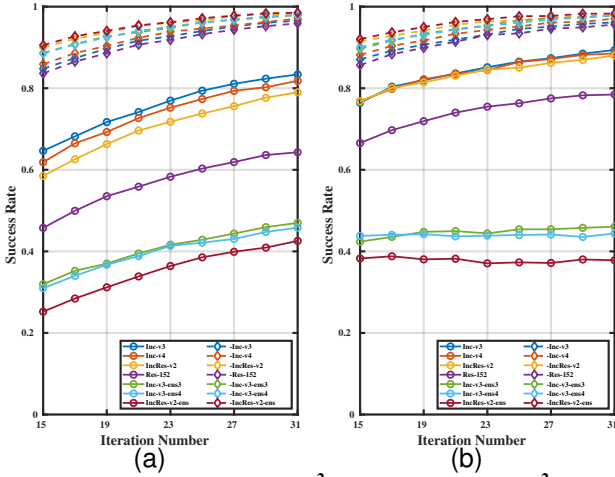 1
0.8
0.6
0.4
0.2
0
Success Rate
Inc-v3 -Inc-v3
Inc-v4 -Inc-v4
IncRes-v2 -IncRes-v2
Res-152 -Res-152
Inc-v3-ens3 -Inc-v3-ens3
Inc-v3-ens4 -Inc-v3-ens4
IncRes-v2-ens -IncRes-v2-ens
15 19 23 27 31
Iteration Number
(a)
1
0.8
0.6
0.4
0.2
0
Success Rate
Inc-v3 -Inc-v3
Inc-v4 -Inc-v4
IncRes-v2 -IncRes-v2
Res-152 -Res-152
Inc-v3-ens3 -Inc-v3-ens3
Inc-v3-ens4 -Inc-v3-ens4
IncRes-v2-ens -IncRes-v2-ens
15 19 23 27 31
Iteration Number
(b)